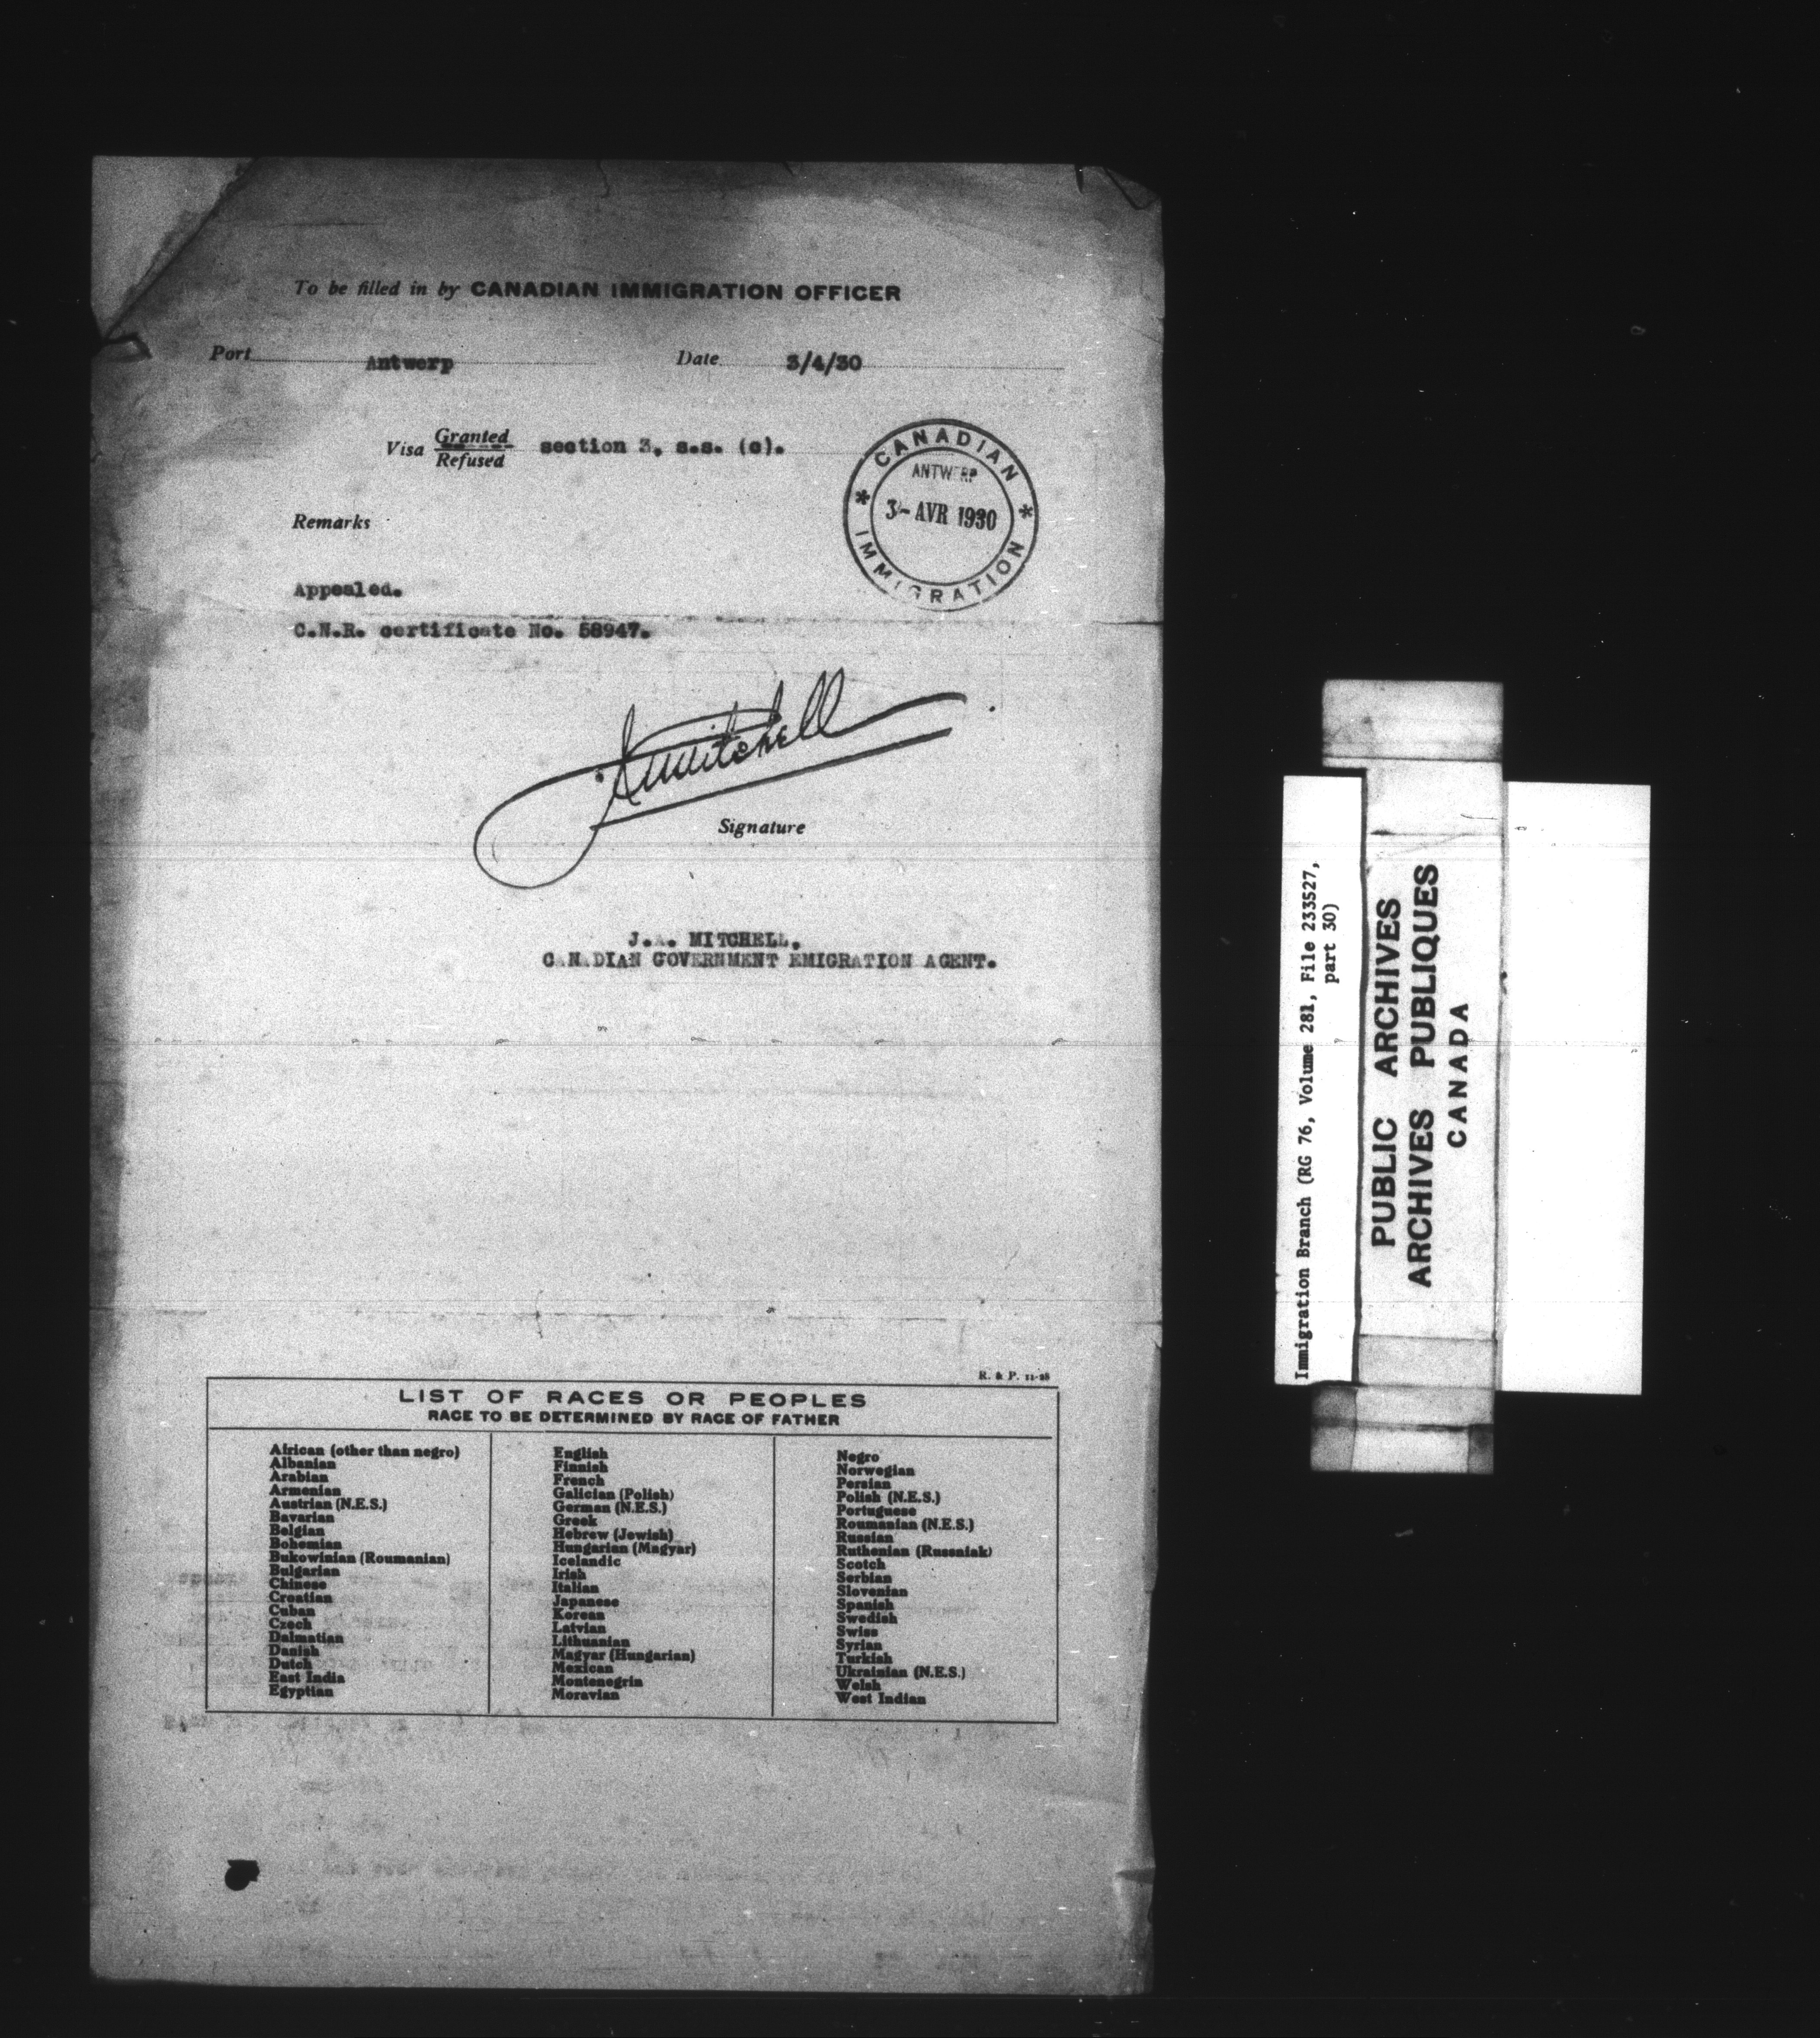 To be filled in by CANADIAN IMMIGRATION OFFICER
Port Antwerp Date 3/4/30
Visa Granted section 3, s.s. (c).
Refused
CANADIAN
ANTWERP
3- AVR 1930
IMMIGRATION
Remarks
Appealed.
C.N.R. certificate No. 58947.
J.A. Mitchell
Signature
J.A. MITCHELL,
CANADIAN GOVERNMENT EMIGRATION AGENT.
R. & P. 11-28
LIST OF RACES OR PEOPLES
RACE TO BE DETERMINED BY RACE OF FATHER
African (other than negro)
Albanian
Arabian
Armenian
Austrian (N.E.S.)
Bavarian
Belgian
Bohemian
Bukowinian (Roumanian)
Bulgarian
Chinese
Croatian
Cuban
Czech
Dalmatian
Danish
Dutch
East India
Egyptian
English
Finnish
French
Galician (Polish)
German (N.E.S.)
Greek
Hebrew (Jewish)
Hungarian (Magyar)
Icelandic
Irish
Italian
Japanese
Korean
Latvian
Lithuanian
Magyar (Hungarian)
Mexican
Montenegrin
Moravian
Negro
Norwegian
Persian
Polish (N.E.S.)
Portuguese
Roumanian (N.E.S.)
Russian
Ruthenian (Russniak)
Scotch
Serbian
Slovenian
Spanish
Swedish
Swiss
Syrian
Turkish
Ukrainian (N.E.S.)
Welsh
West Indian
Immigration Branch (RG 76, Volume 281, File 233527,
part 30)
PUBLIC ARCHIVES
ARCHIVES PUBLIQUES
CANADA